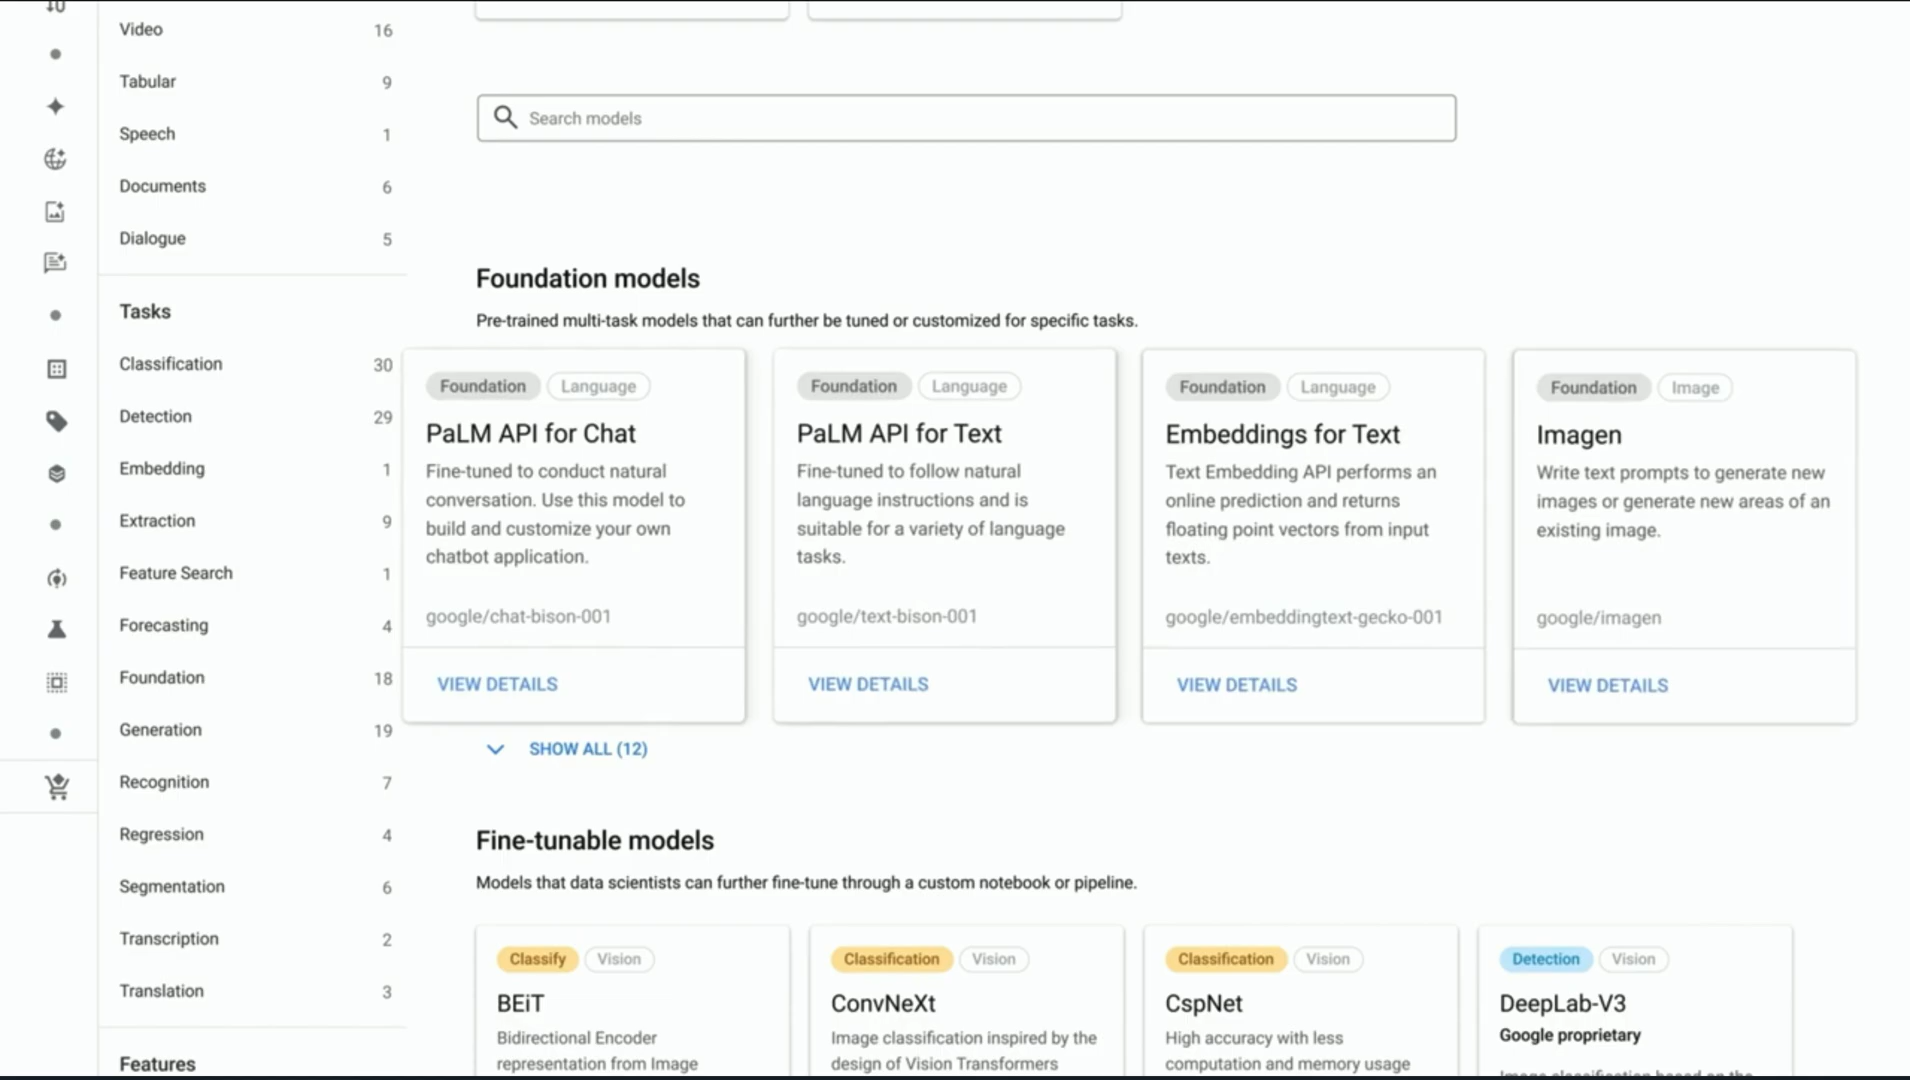 Video 16
Tabular 9
Speech 1
Documents 6
Dialogue 5
Tasks
Classification 30
Detection 29
Embedding 1
Extraction 9
Feature Search 1
Forecasting 4
Foundation 18
Generation 19
Recognition 7
Regression 4
Segmentation 6
Transcription 2
Translation 3
Features
Search models
Foundation models
Pre-trained multi-task models that can further be tuned or customized for specific tasks.
Foundation Language
PaLM API for Chat
Fine-tuned to conduct natural
conversation. Use this model to
build and customize your own
chatbot application.
google/chat-bison-001
VIEW DETAILS
Foundation Language
PaLM API for Text
Fine-tuned to follow natural
language instructions and is
suitable for a variety of language
tasks.
google/text-bison-001
VIEW DETAILS
Foundation Language
Embeddings for Text
Text Embedding API performs an
online prediction and returns
floating point vectors from input
texts.
google/embeddingtext-gecko-001
VIEW DETAILS
Foundation Image
Imagen
Write text prompts to generate new
images or generate new areas of an
existing image.
google/imagen
VIEW DETAILS
SHOW ALL (12)
Fine-tunable models
Models that data scientists can further fine-tune through a custom notebook or pipeline.
Classify Vision
BEiT
Bidirectional Encoder
representation from Image
Classification Vision
ConvNeXt
Image classification inspired by the
design of Vision Transformers
Classification Vision
CspNet
High accuracy with less
computation and memory usage
Detection Vision
DeepLab-V3
Google proprietary